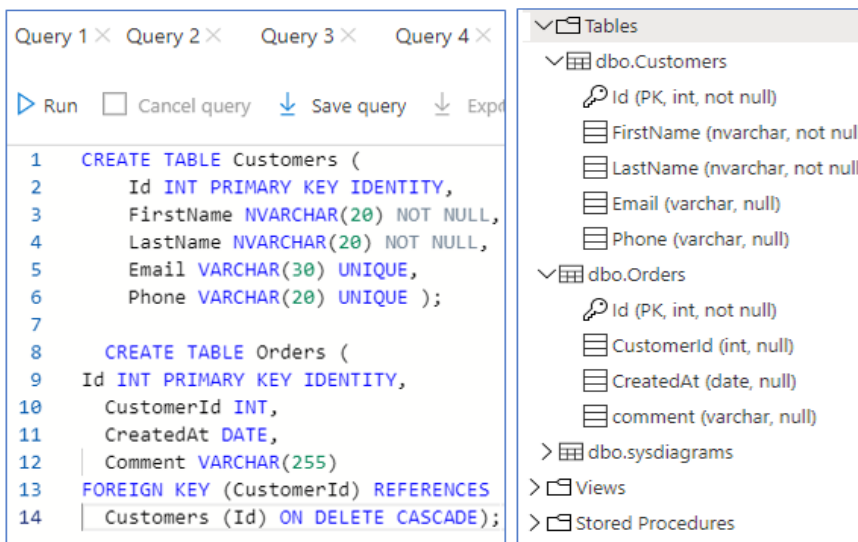 Query 1 × Query 2 × Query 3 × Query 4 ×
Run Cancel query Save query
1 CREATE TABLE Customers (
2 Id INT PRIMARY KEY IDENTITY,
3 FirstName NVARCHAR(20) NOT NULL,
4 LastName NVARCHAR(20) NOT NULL,
5 Email VARCHAR(30) UNIQUE,
6 Phone VARCHAR(20) UNIQUE );
7
8 CREATE TABLE Orders (
9 Id INT PRIMARY KEY IDENTITY,
10 CustomerId INT,
11 CreatedAt DATE,
12 Comment VARCHAR(255)
13 FOREIGN KEY (CustomerId) REFERENCES
14 Customers (Id) ON DELETE CASCADE);
Tables
dbo.Customers
Id (PK, int, not null)
FirstName (nvarchar, not nul
LastName (nvarchar, not null
Email (varchar, null)
Phone (varchar, null)
dbo.Orders
Id (PK, int, not null)
CustomerId (int, null)
CreatedAt (date, null)
comment (varchar, null)
dbo.sysdiagrams
Views
Stored Procedures